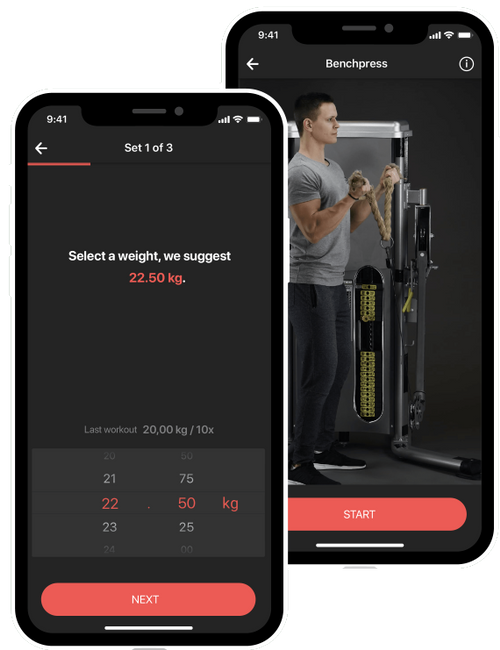 9:41
Benchpress
START
9:41
Set 1 of 3
Select a weight, we suggest
22.50 kg.
Last workout 20,00 kg / 10x
20 50
21 75
22 . 50 kg
23 25
24 00
NEXT